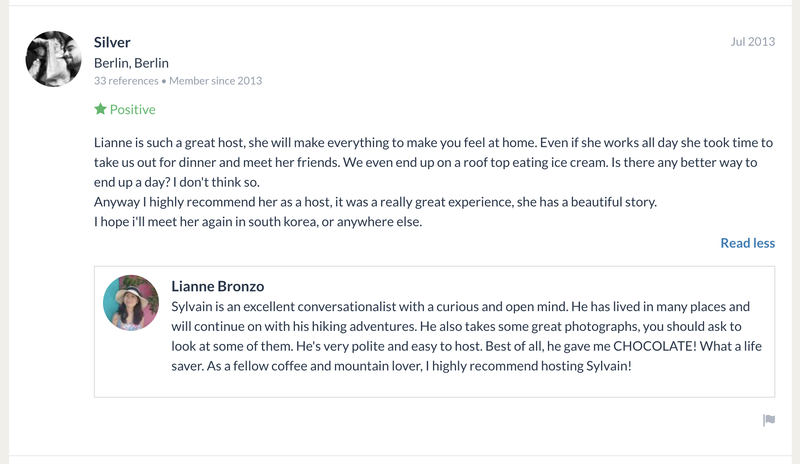 Silver
Jul 2013
Berlin, Berlin
33 references • Member since 2013
Positive
Lianne is such a great host, she will make everything to make you feel at home. Even if she works all day she took time to
take us out for dinner and meet her friends. We even end up on a roof top eating ice cream. Is there any better way to
end up a day? I don't think so.
Anyway I highly recommend her as a host, it was a really great experience, she has a beautiful story.
I hope i'll meet her again in south korea, or anywhere else.
Read less
Lianne Bronzo
Sylvain is an excellent conversationalist with a curious and open mind. He has lived in many places and
will continue on with his hiking adventures. He also takes some great photographs, you should ask to
look at some of them. He's very polite and easy to host. Best of all, he gave me CHOCOLATE! What a life
saver. As a fellow coffee and mountain lover, I highly recommend hosting Sylvain!